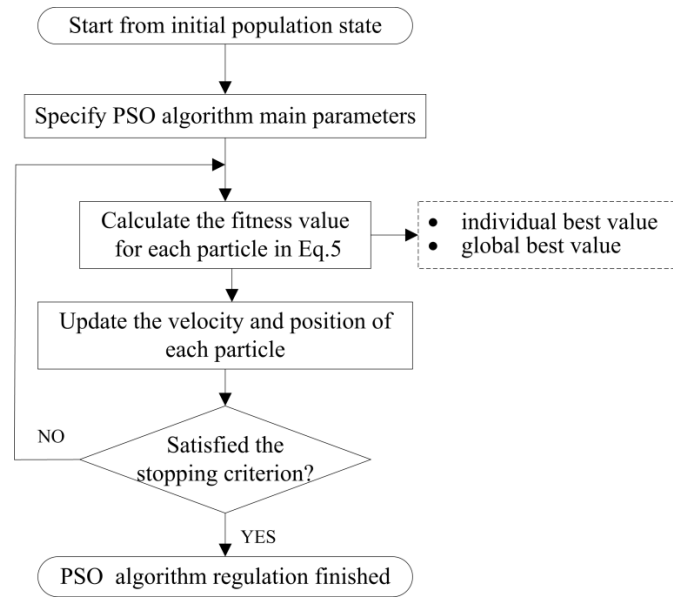 Start from initial population state
Specify PSO algorithm main parameters
Calculate the fitness value
for each particle in Eq.5
• individual best value
• global best value
Update the velocity and position of
each particle
NO
Satisfied the
stopping criterion?
YES
PSO algorithm regulation finished